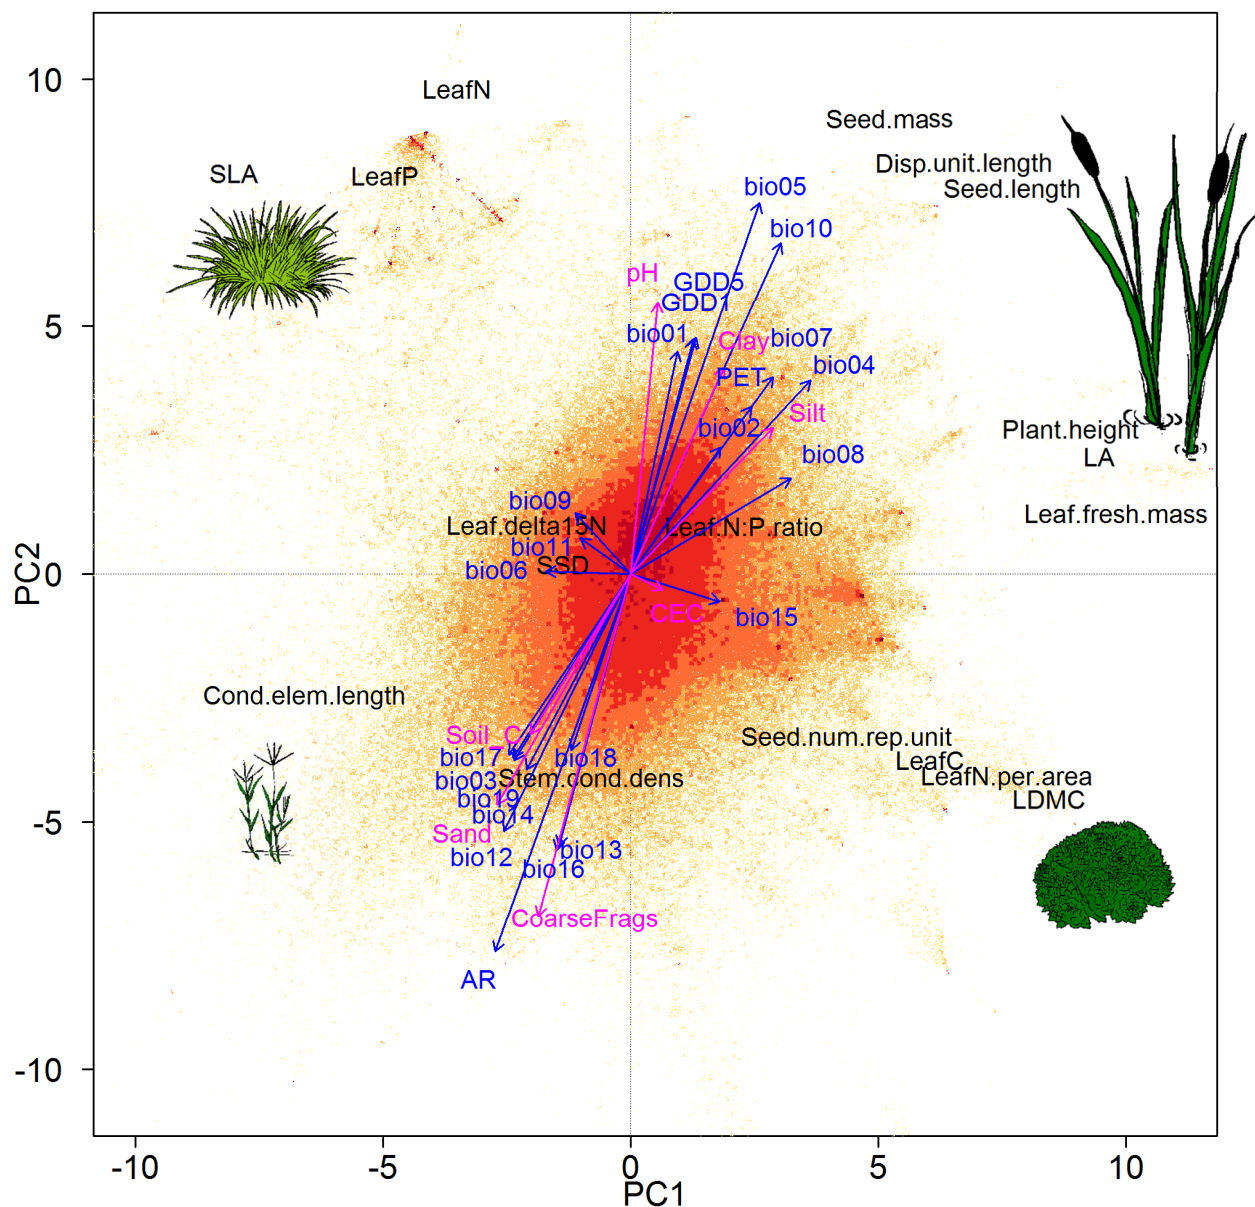 10
LeafN
Seed.mass
SLA
LeafP
Disp.unit.length
Seed.length
bio05
bio10
pH
GDD5
GDD1
5
bio01
Clay
bio07
PET
bio04
Silt
bio02
Plant.height
bio08
LA
bio09
Leaf.fresh.mass
Leaf.delta15N
Leaf.N:P.ratio
bio11
SSD
bio06
0
PC2
CEC
bio15
Cond.elem.length
Soil_C
Seed.num.rep.unit
bio17
bio18
LeafC
bio03
Stem.cond.dens
LeafN.per.area
bio19
LDMC
bio14
-5
Sand
bio12
bio13
bio16
CoarseFrags
AR
-10
-10
-5
0
5
10
PC1